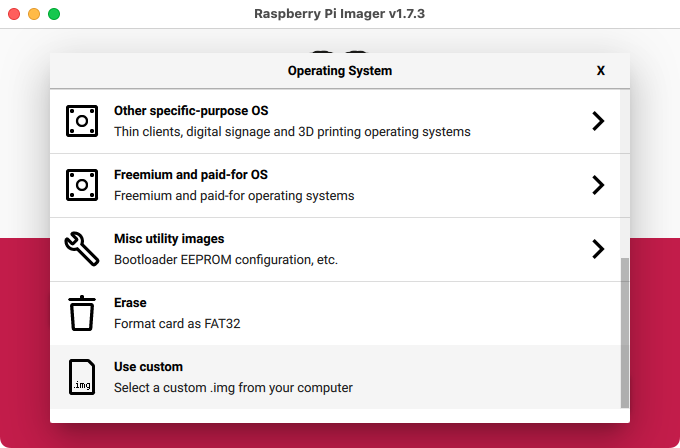 Raspberry Pi Imager v1.7.3
Operating System
X
Other specific-purpose OS
Thin clients, digital signage and 3D printing operating systems
Freemium and paid-for OS
Freemium and paid-for operating systems
Misc utility images
Bootloader EEPROM configuration, etc.
Erase
Format card as FAT32
Use custom
.img
Select a custom .img from your computer